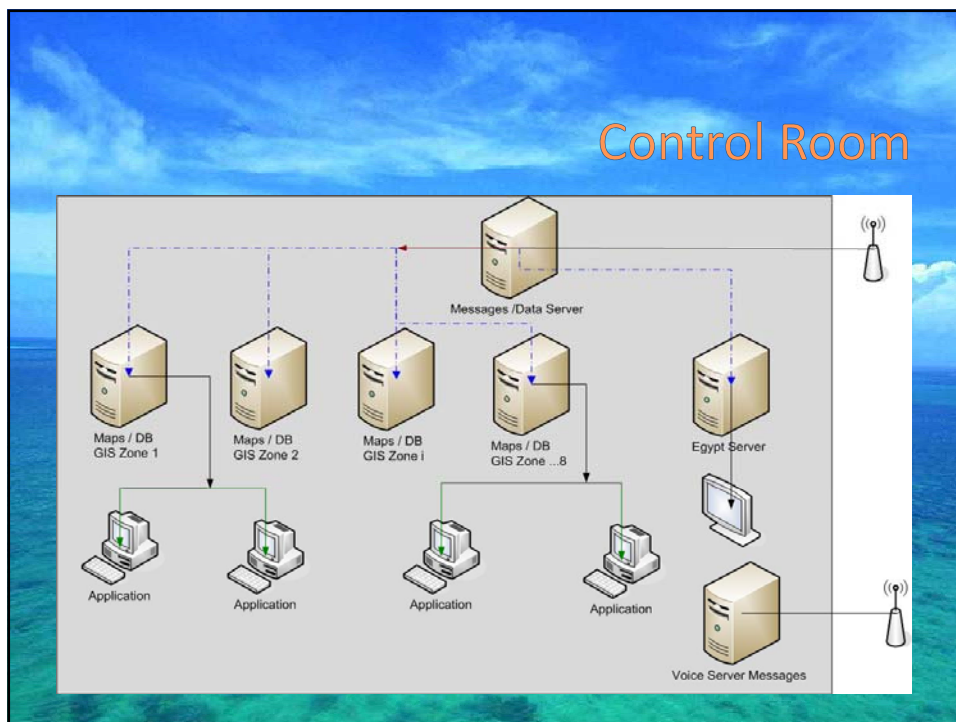 Control Room
Messages /Data Server
Maps / DB
GIS Zone 1
Maps / DB
GIS Zone 2
Maps / DB
GIS Zone i
Maps / DB
GIS Zone ...8
Egypt Server
Application
Application
Application
Application
Voice Server Messages